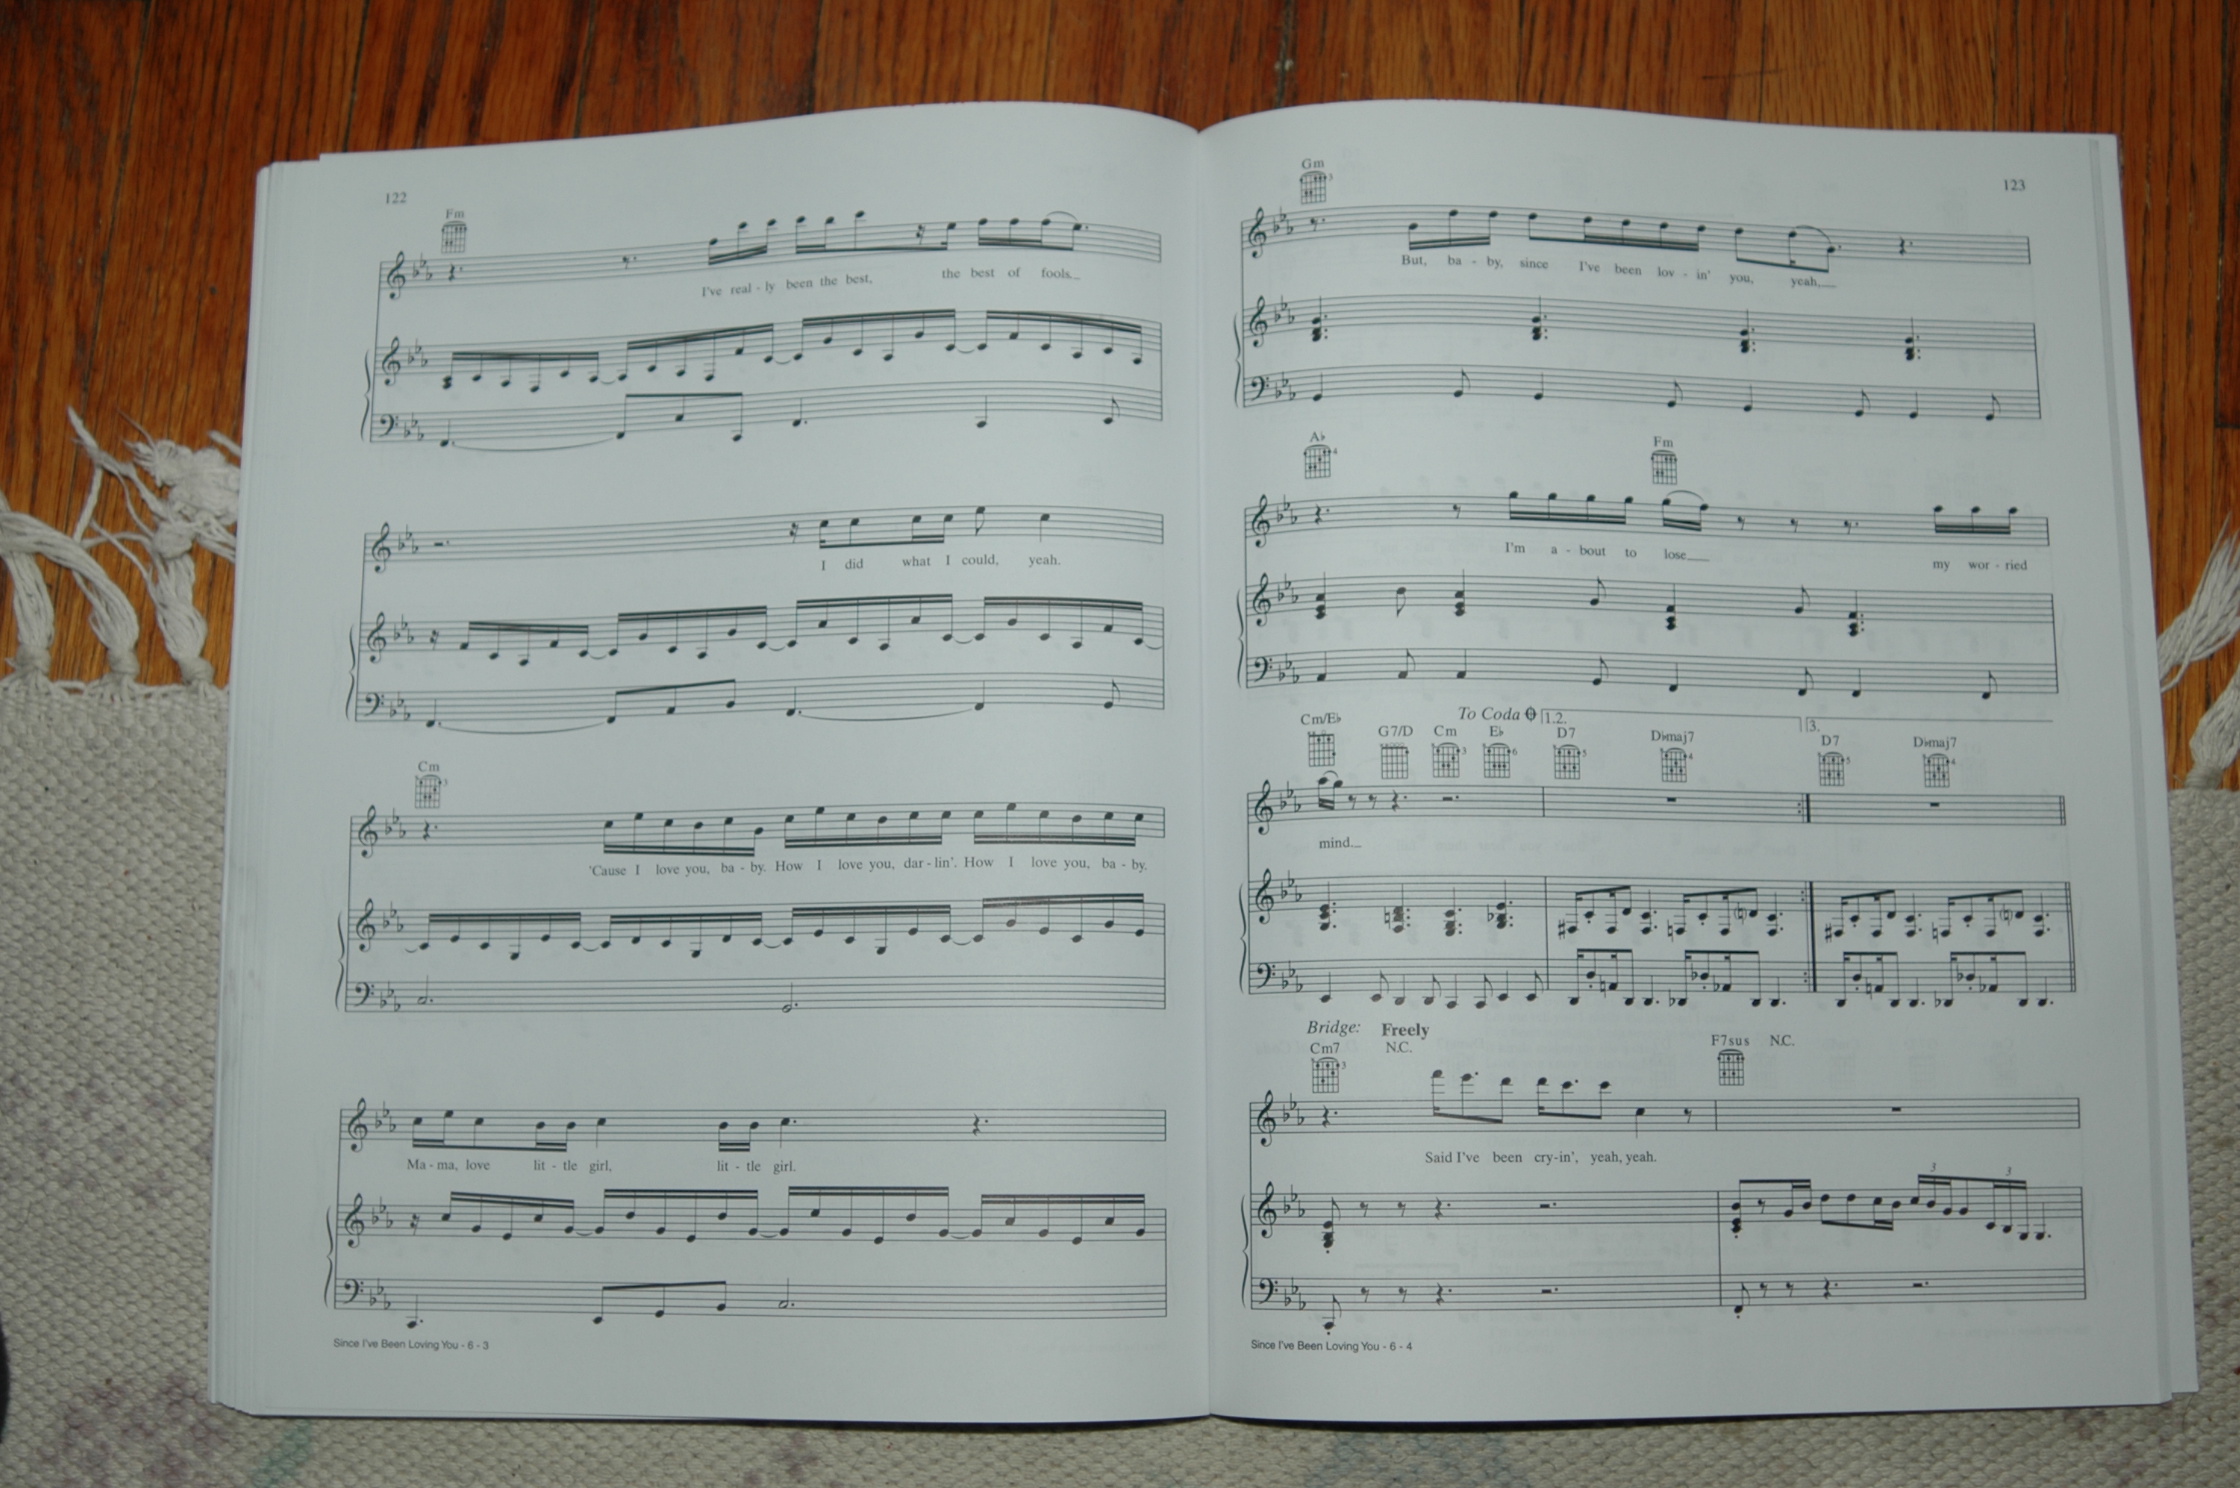 122
Fm
I've real - ly been the best, the best of fools.
I did what I could, yeah.
Cm
'Cause I love you, ba - by. How I love you, dar - lin'. How I love you, ba - by.
Ma - ma, love lit - tle girl, lit - tle girl.
Since I've Been Loving You - 6 - 3
123
Gm
But, ba - by, since I've been lov - in' you, yeah,
A♭ Fm
I'm a - bout to lose my wor - ried
To Coda 1.2. 3.
Cm/E♭ G7/D Cm E♭ D7 D♭maj7 D7 D♭maj7
mind.
Bridge: Freely
Cm7 N.C. F7sus N.C.
Said I've been cry-in', yeah, yeah.
3 3
Since I've Been Loving You - 6 - 4